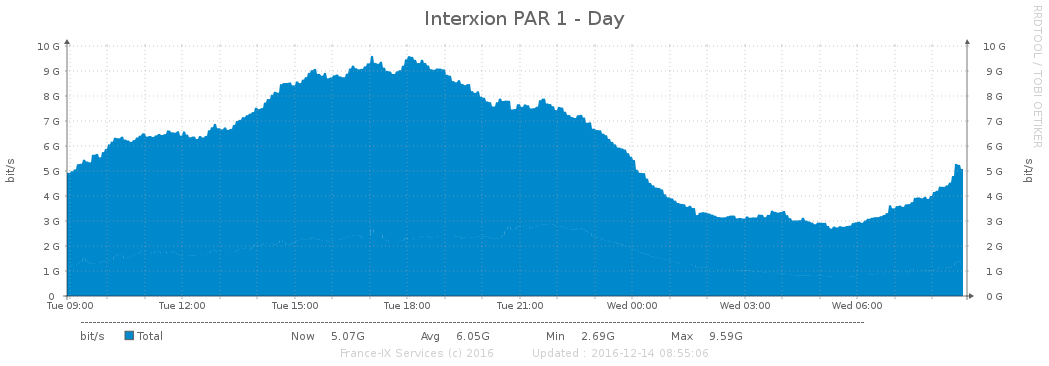 Interxion PAR 1 - Day
RRDTOOL / TOBI OETIKER
10 G 10 G
9 G 9 G
8 G 8 G
7 G 7 G
6 G 6 G
bit/s 5 G 5 G bit/s
4 G 4 G
3 G 3 G
2 G 2 G
1 G 1 G
0 0 G
Tue 09:00 Tue 12:00 Tue 15:00 Tue 18:00 Tue 21:00 Wed 00:00 Wed 03:00 Wed 06:00
bit/s Total Now 5.07G Avg 6.05G Min 2.69G Max 9.59G
France-IX Services (c) 2016 Updated : 2016-12-14 08:55:06